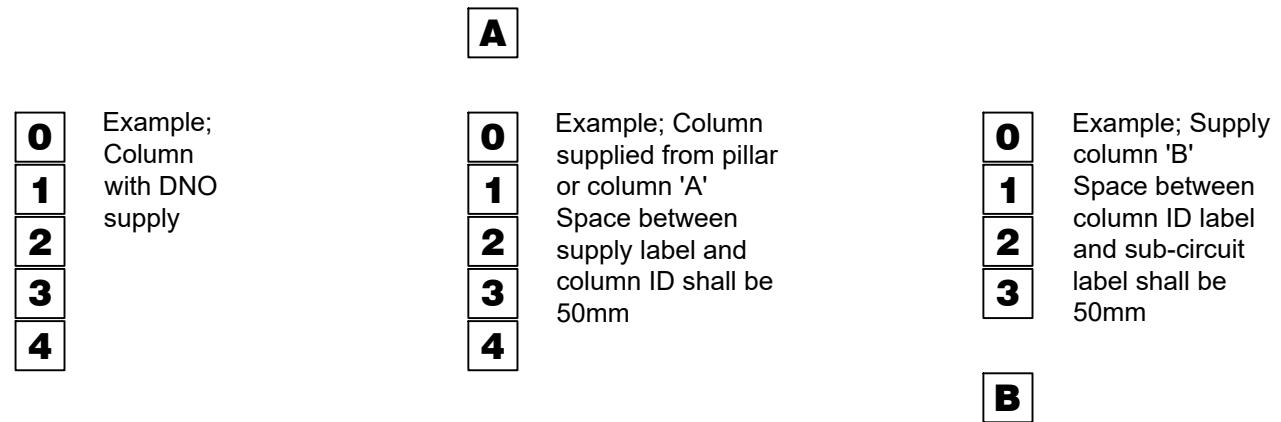 0
1
2
3
4
Example;
Column
with DNO
supply
A
0
1
2
3
4
Example; Column
supplied from pillar
or column 'A'
Space between
supply label and
column ID shall be
50mm
0
1
2
3
B
Example; Supply
column 'B'
Space between
column ID label
and sub-circuit
label shall be
50mm